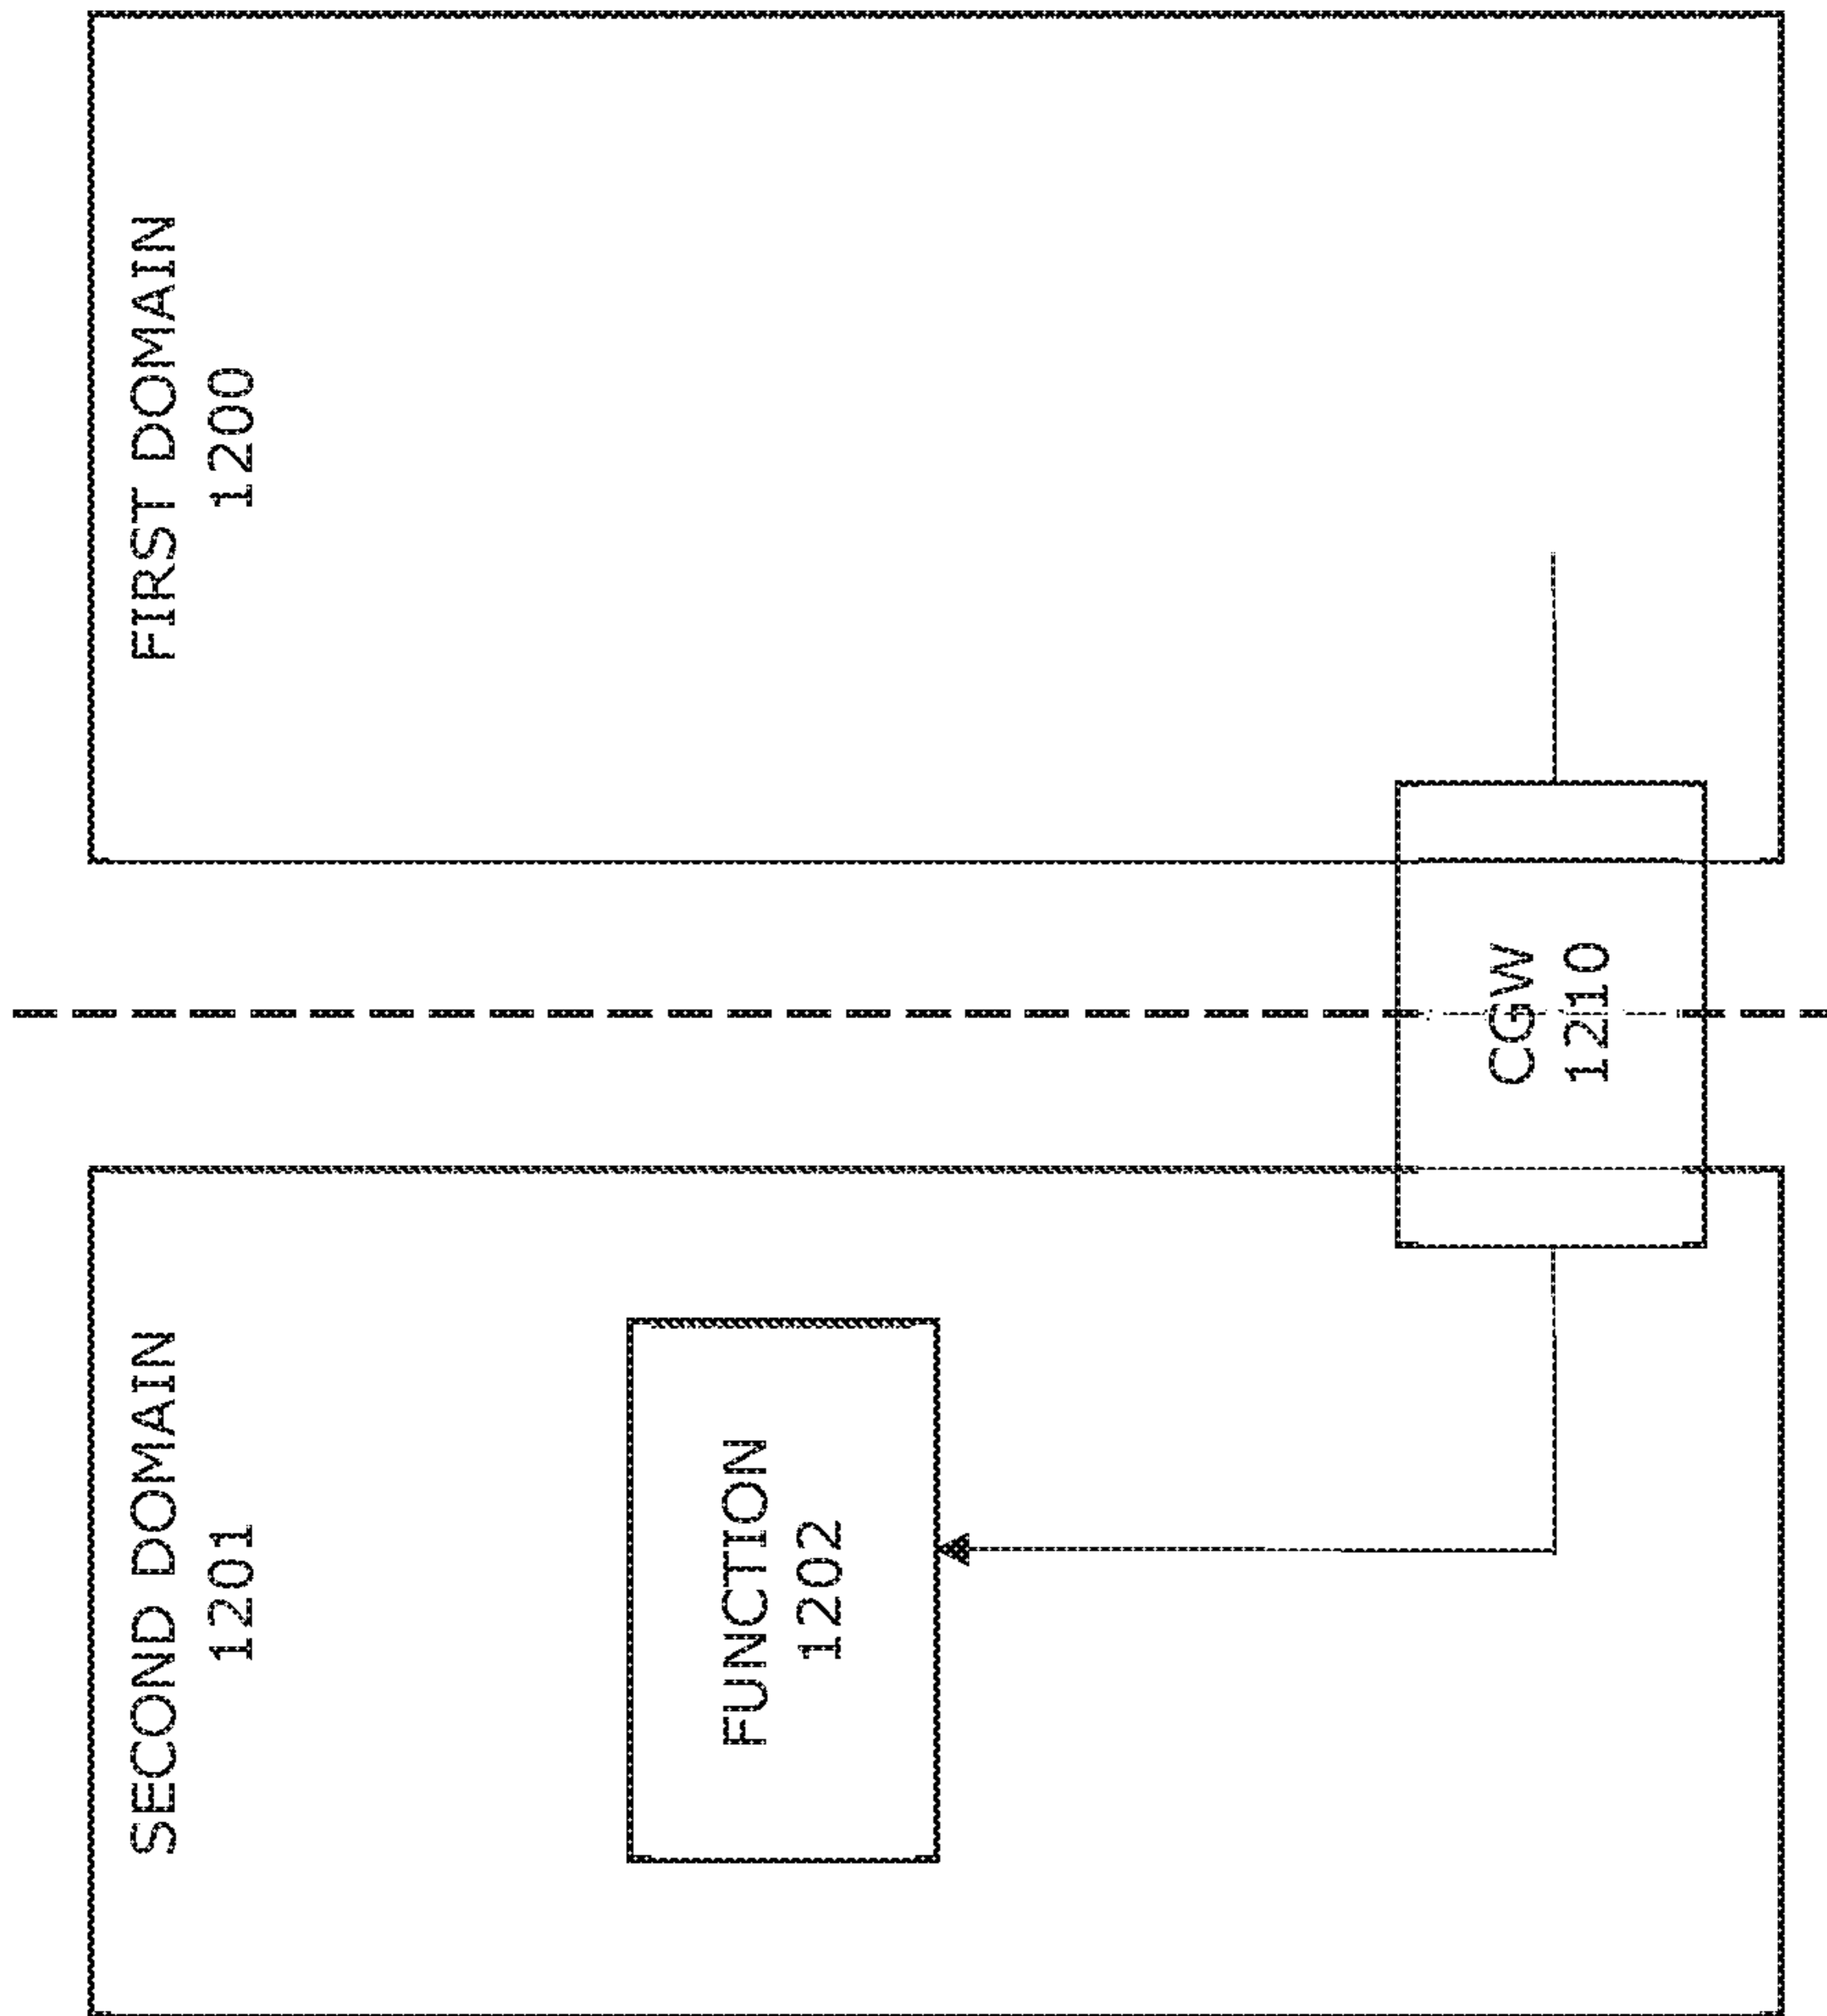 SECOND DOMAIN
1201
FIRST DOMAIN
1200
FUNCTION
1202
CGW
1210